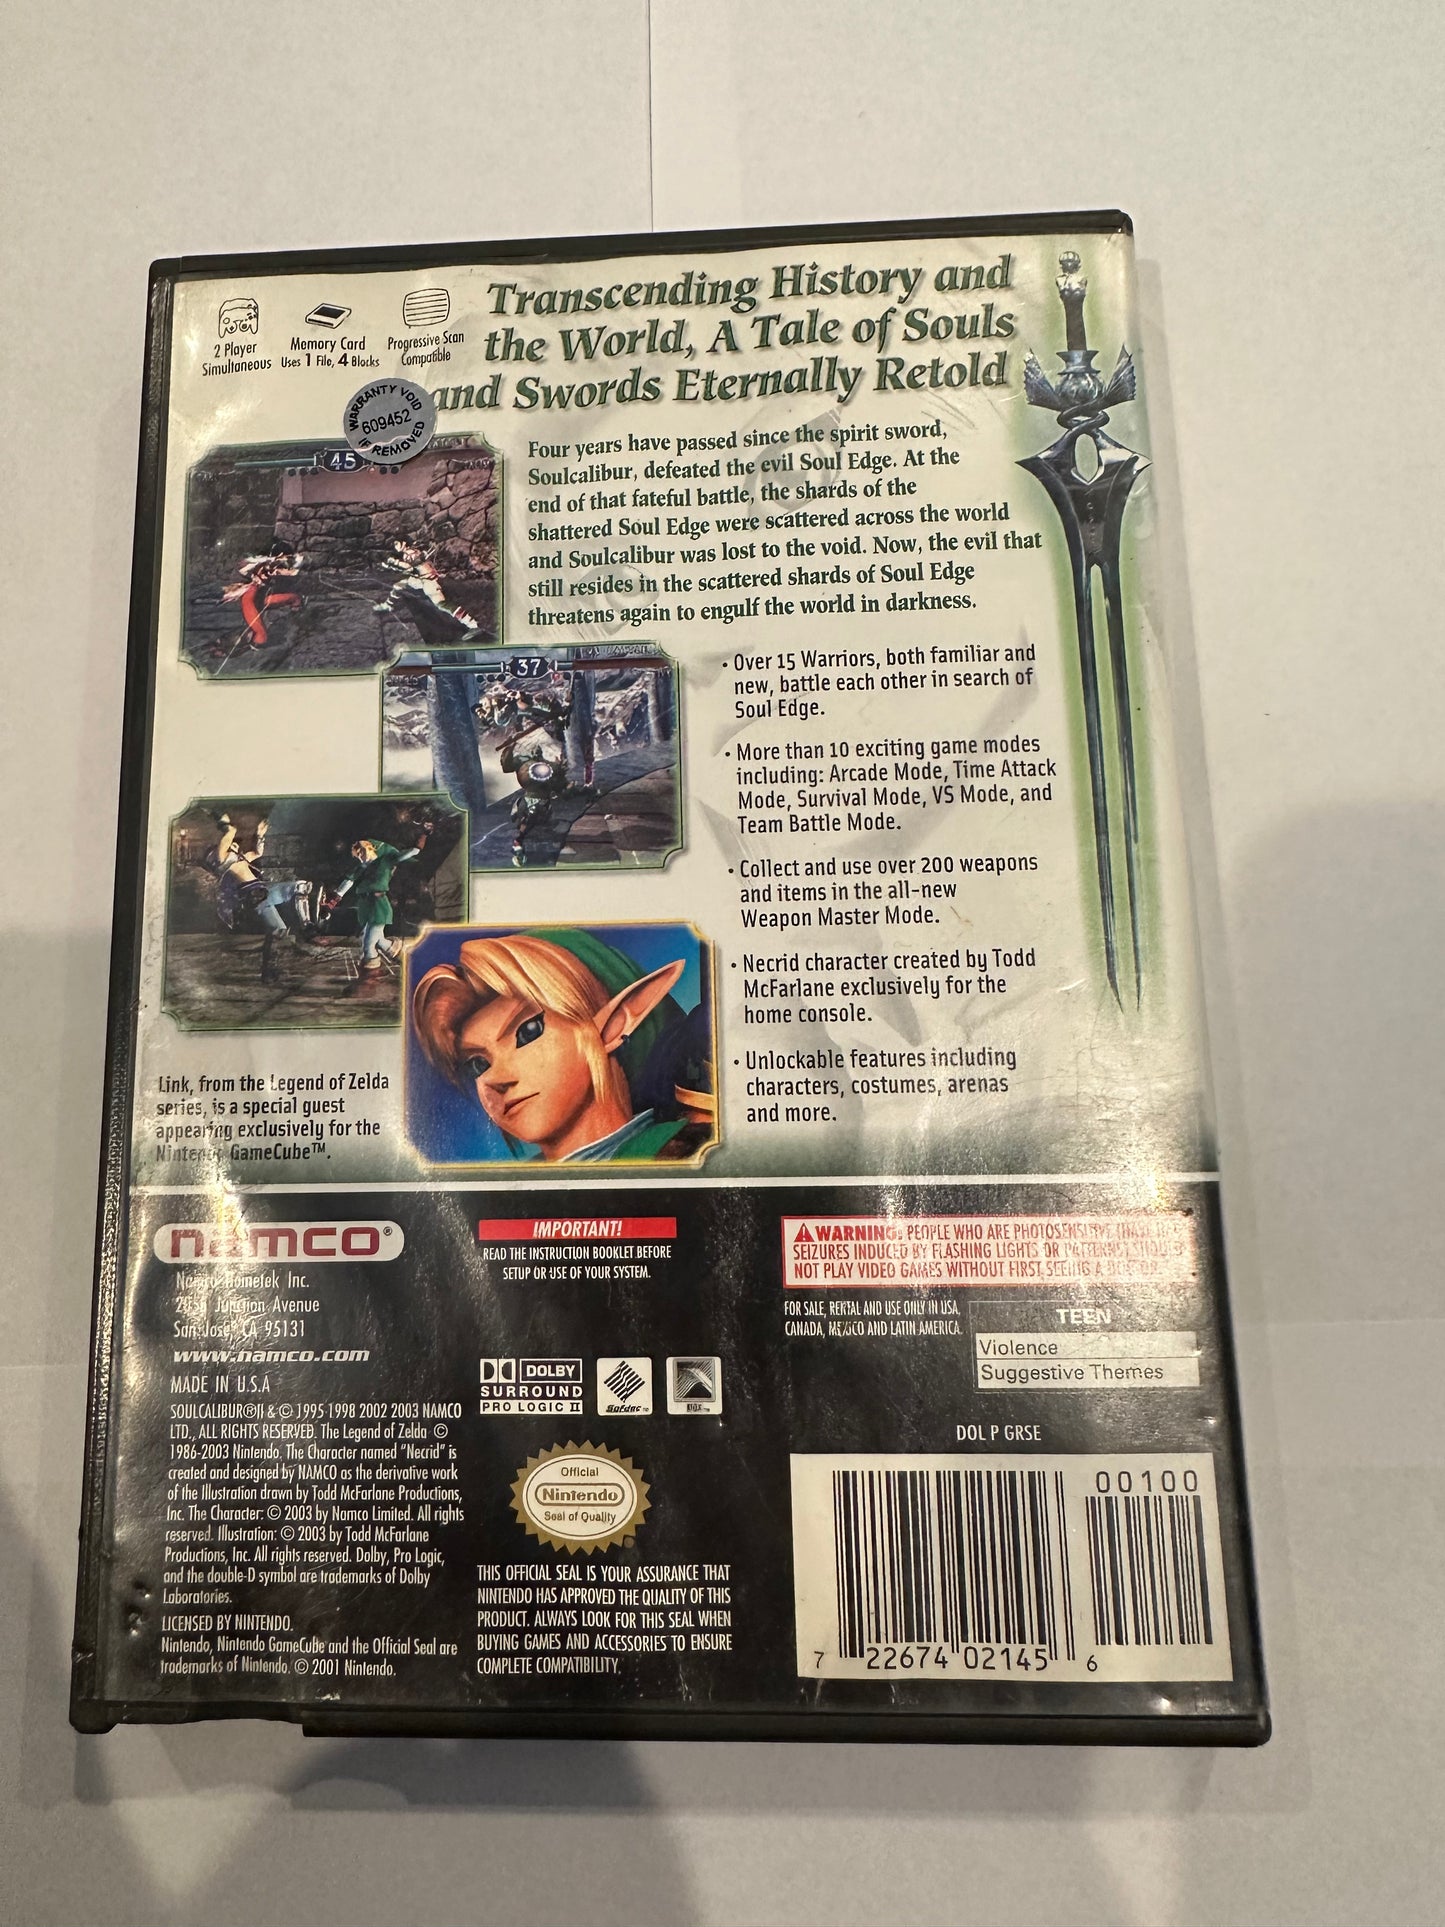 Transcending History and
the World, A Tale of Souls
and Swords Eternally Retold
2 Player
Simultaneous
Memory Card
Uses 1 File, 4 Blocks
Progressive Scan
Compatible
WARRANTY VOID
609452
IF REMOVED
45
37
Four years have passed since the spirit sword,
Soulcalibur, defeated the evil Soul Edge. At the
end of that fateful battle, the shards of the
shattered Soul Edge were scattered across the world
and Soulcalibur was lost to the void. Now, the evil that
still resides in the scattered shards of Soul Edge
threatens again to engulf the world in darkness.
• Over 15 Warriors, both familiar and
new, battle each other in search of
Soul Edge.
• More than 10 exciting game modes
including: Arcade Mode, Time Attack
Mode, Survival Mode, VS Mode, and
Team Battle Mode.
• Collect and use over 200 weapons
and items in the all-new
Weapon Master Mode.
• Necrid character created by Todd
McFarlane exclusively for the
home console.
• Unlockable features including
characters, costumes, arenas
and more.
Link, from the Legend of Zelda
series, is a special guest
appearing exclusively for the
Nintendo GameCube™.
namco®
Namco Hometek Inc.
Junction Avenue
San Jose, CA 95131
www.namco.com
MADE IN U.S.A
SOULCALIBUR®II & © 1995 1998 2002 2003 NAMCO
LTD., ALL RIGHTS RESERVED. The Legend of Zelda ©
1986-2003 Nintendo. The Character named "Necrid" is
created and designed by NAMCO as the derivative work
of the Illustration drawn by Todd McFarlane Productions,
Inc. The Character: © 2003 by Namco Limited. All rights
reserved. Illustration: © 2003 by Todd McFarlane
Productions, Inc. All rights reserved. Dolby, Pro Logic,
and the double-D symbol are trademarks of Dolby
Laboratories.
LICENSED BY NINTENDO.
Nintendo, Nintendo GameCube and the Official Seal are
trademarks of Nintendo. © 2001 Nintendo.
IMPORTANT!
READ THE INSTRUCTION BOOKLET BEFORE
SETUP OR USE OF YOUR SYSTEM.
DOLBY
SURROUND
PRO LOGIC II
Sofdec
Official
Nintendo
Seal of Quality
THIS OFFICIAL SEAL IS YOUR ASSURANCE THAT
NINTENDO HAS APPROVED THE QUALITY OF THIS
PRODUCT. ALWAYS LOOK FOR THIS SEAL WHEN
BUYING GAMES AND ACCESSORIES TO ENSURE
COMPLETE COMPATIBILITY.
WARNING: PEOPLE WHO ARE PHOTOSENSITIVE
SEIZURES INDUCED BY FLASHING LIGHTS OR PATTERNS SHOULD
NOT PLAY VIDEO GAMES WITHOUT FIRST SEEING A DOCTOR.
FOR SALE, RENTAL AND USE ONLY IN USA,
CANADA, MEXICO AND LATIN AMERICA.
TEEN
Violence
Suggestive Themes
DOL P GRSE
00100
7 22674 02145 6